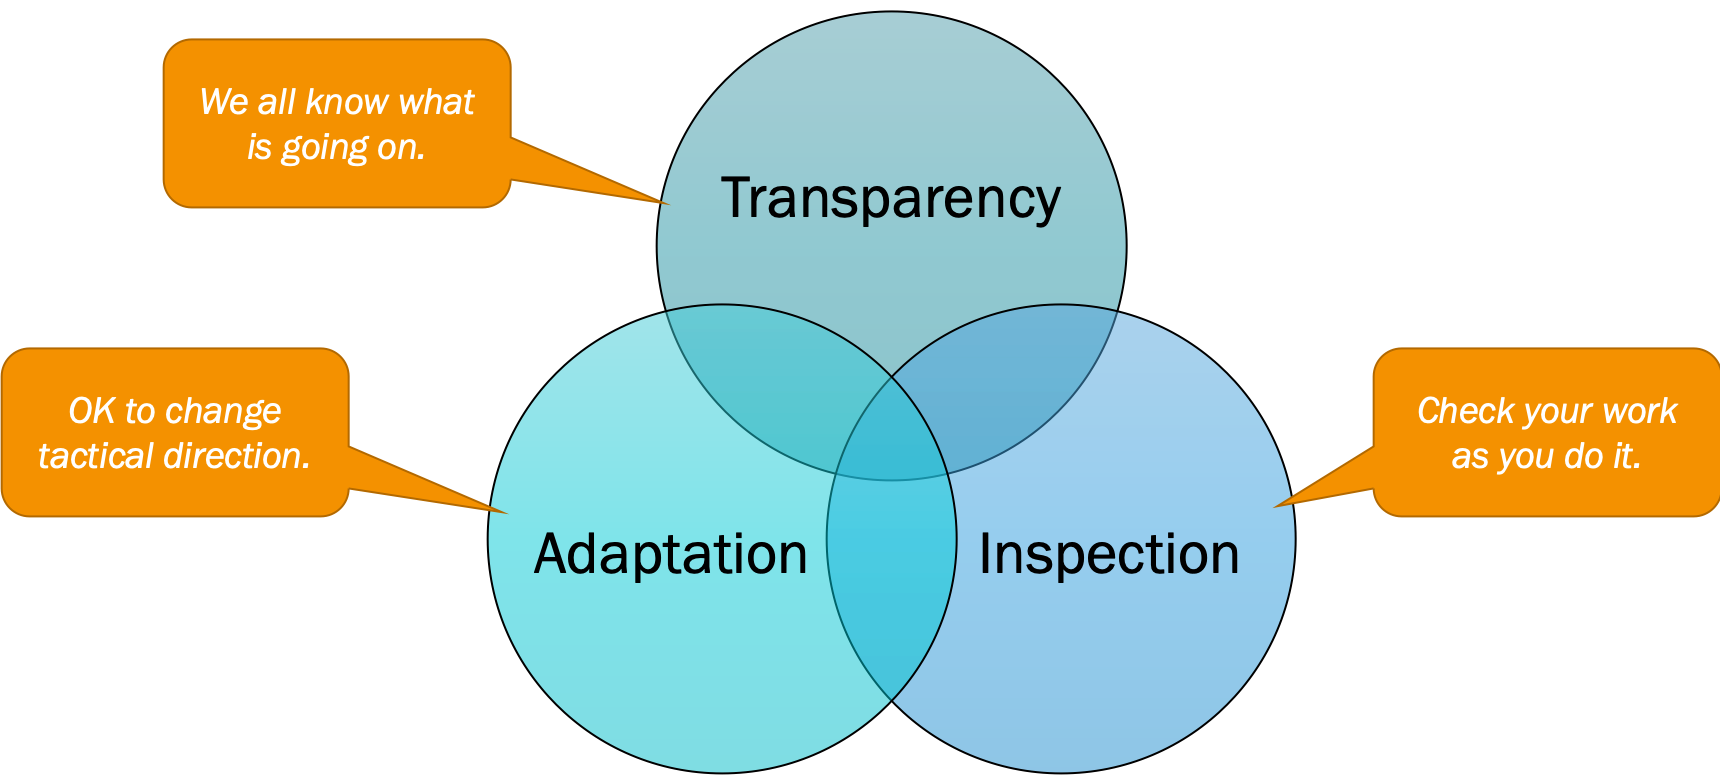 We all know what
is going on.
Transparency
OK to change
tactical direction.
Check your work
as you do it.
Adaptation
Inspection